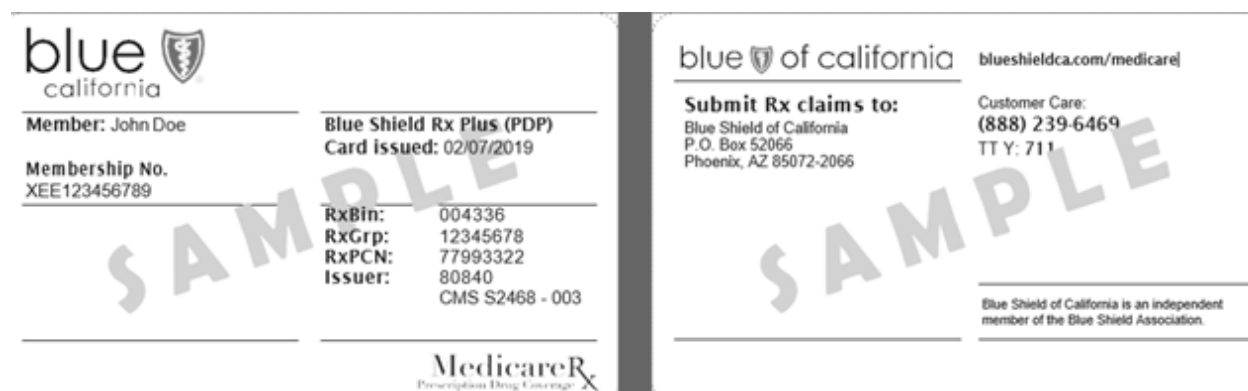 blue
california
Member: John Doe
Membership No.
XEE123456789
Blue Shield Rx Plus (PDP)
Card issued: 02/07/2019
RxBin: 004336
RxGrp: 12345678
RxPCN: 77993322
Issuer: 80840
CMS S2468 - 003
SAMPLE
MedicareRx
Prescription Drug Coverage
blue of california
Submit Rx claims to:
Blue Shield of California
P.O. Box 52066
Phoenix, AZ 85072-2066
blueshieldca.com/medicare
Customer Care:
(888) 239-6469
TTY: 711
SAMPLE
Blue Shield of California is an independent
member of the Blue Shield Association.